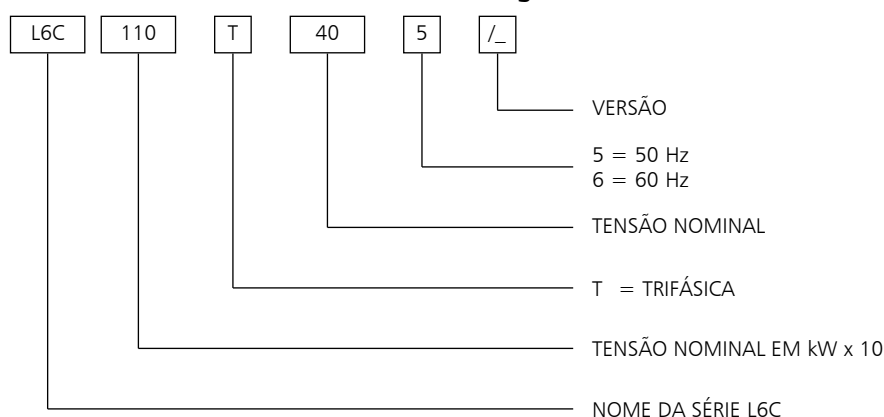 L6C 110 T 40 5 /_
VERSÃO
5 = 50 Hz
6 = 60 Hz
TENSÃO NOMINAL
T = TRIFÁSICA
TENSÃO NOMINAL EM kW x 10
NOME DA SÉRIE L6C